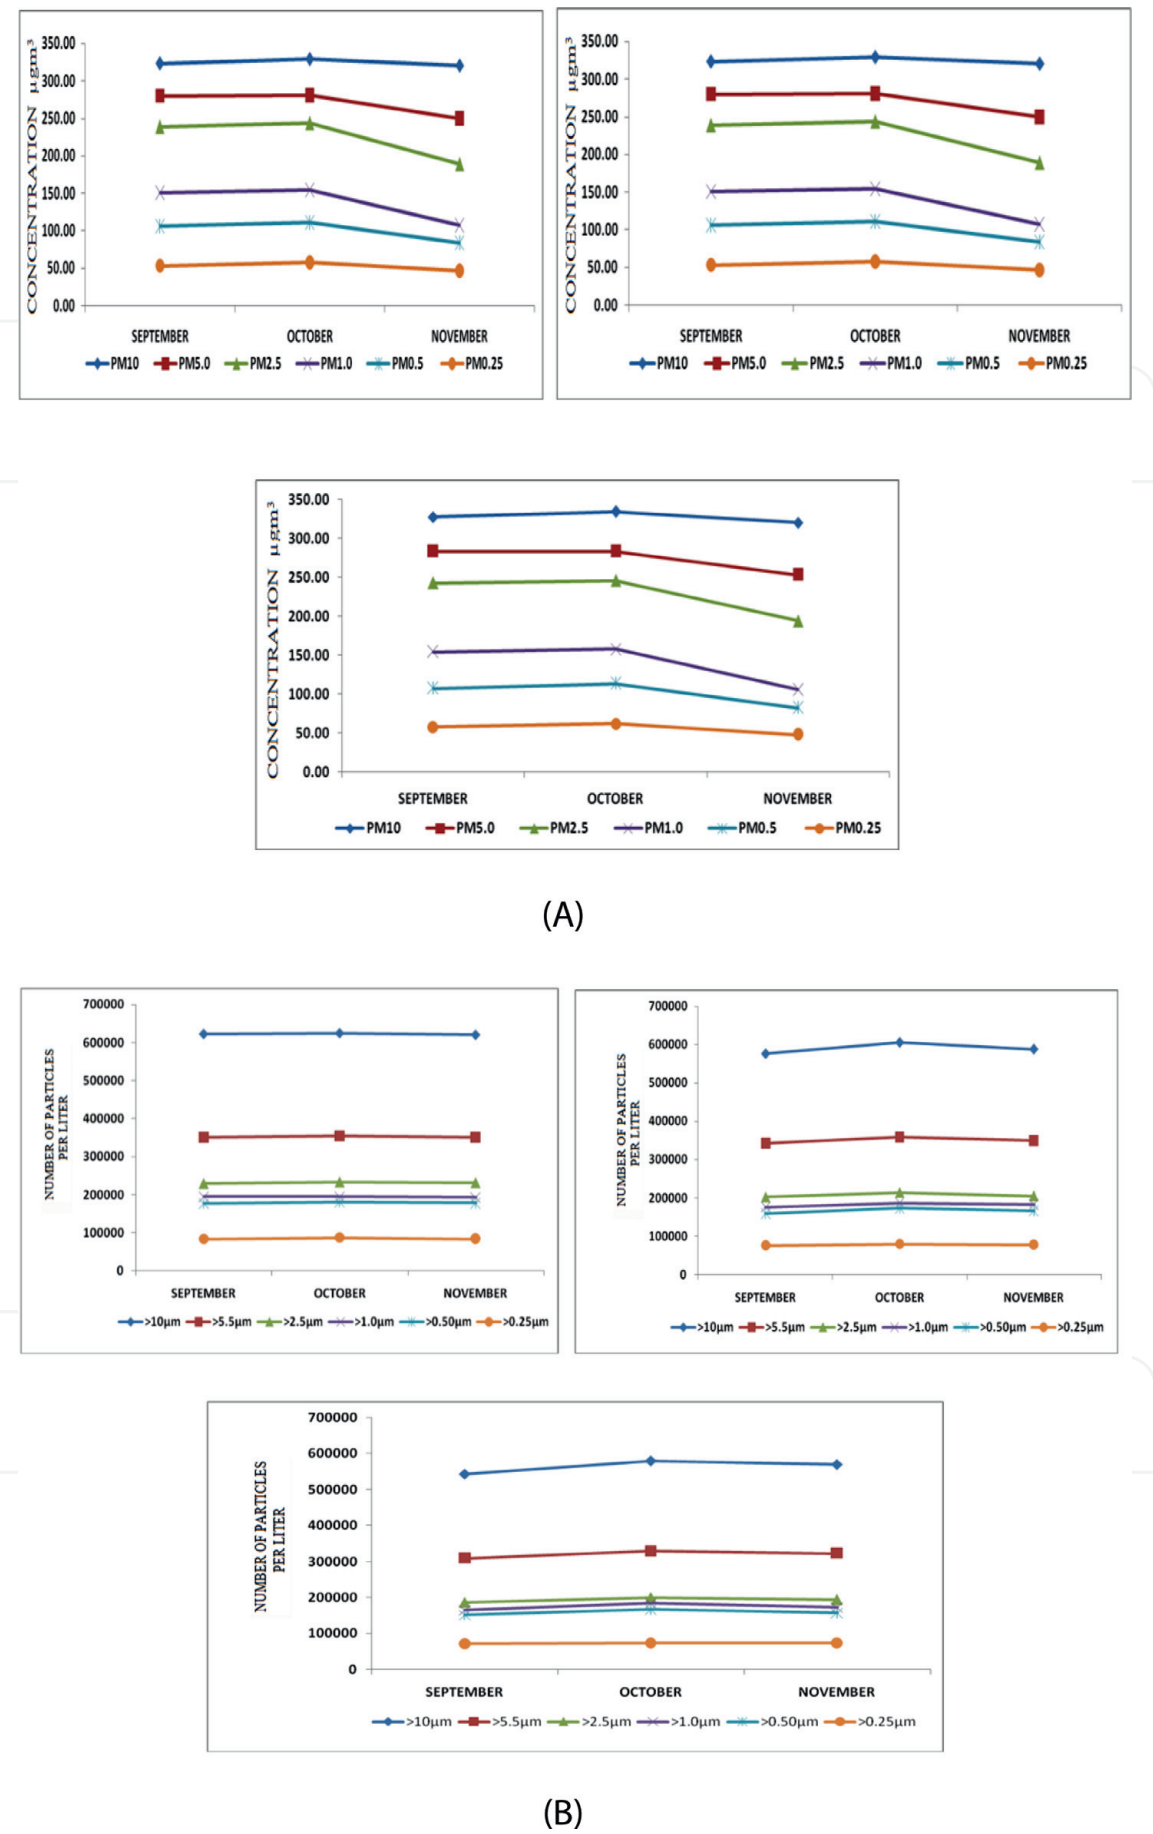 CONCENTRATION µgm³
350.00
300.00
250.00
200.00
150.00
100.00
50.00
0.00
SEPTEMBER OCTOBER NOVEMBER
PM10 PM5.0 PM2.5 PM1.0 PM0.5 PM0.25
CONCENTRATION µgm³
350.00
300.00
250.00
200.00
150.00
100.00
50.00
0.00
SEPTEMBER OCTOBER NOVEMBER
PM10 PM5.0 PM2.5 PM1.0 PM0.5 PM0.25
CONCENTRATION µgm³
350.00
300.00
250.00
200.00
150.00
100.00
50.00
0.00
SEPTEMBER OCTOBER NOVEMBER
PM10 PM5.0 PM2.5 PM1.0 PM0.5 PM0.25
(A)
NUMBER OF PARTICLES
PER LITER
700000
600000
500000
400000
300000
200000
100000
0
SEPTEMBER OCTOBER NOVEMBER
>10µm >5.5µm >2.5µm >1.0µm >0.50µm >0.25µm
NUMBER OF PARTICLES
PER LITER
700000
600000
500000
400000
300000
200000
100000
0
SEPTEMBER OCTOBER NOVEMBER
>10µm >5.5µm >2.5µm >1.0µm >0.50µm >0.25µm
NUMBER OF PARTICLES
PER LITER
700000
600000
500000
400000
300000
200000
100000
0
SEPTEMBER OCTOBER NOVEMBER
>10µm >5.5µm >2.5µm >1.0µm >0.50µm >0.25µm
(B)